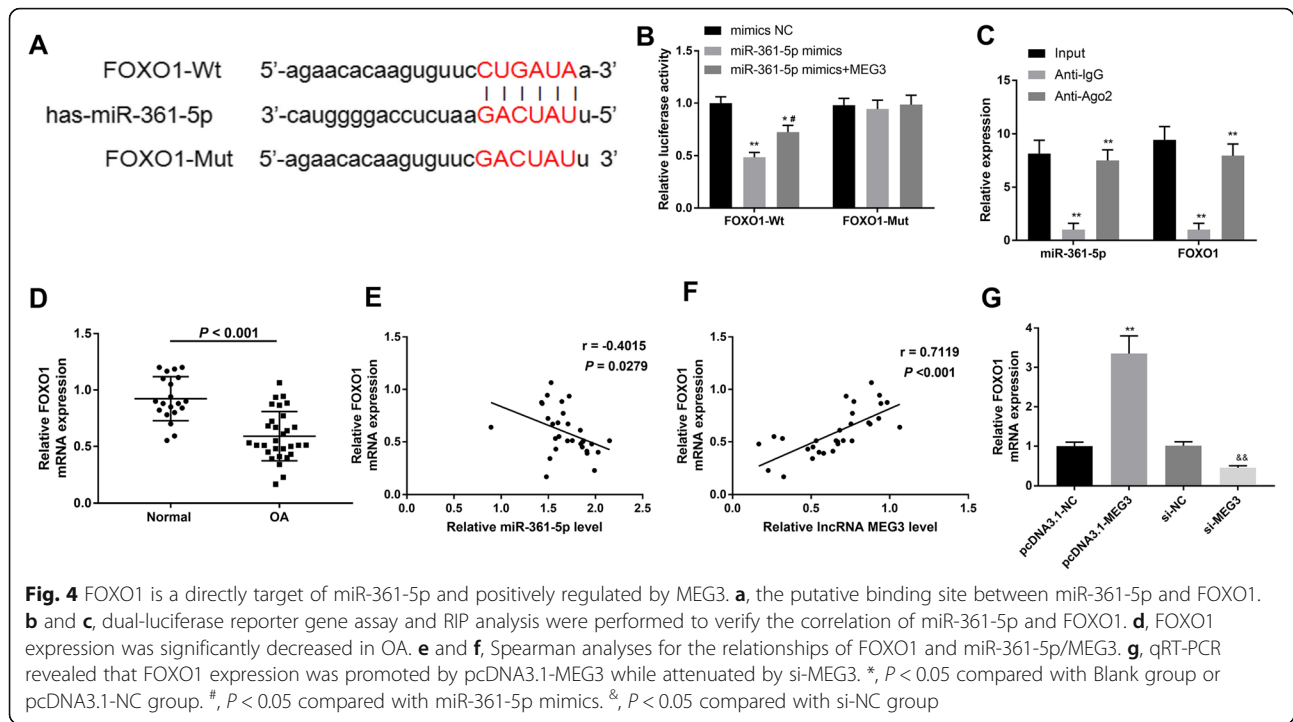 A
FOXO1-Wt 5'-agaacacaaguguucCUGAUAa-3'
has-miR-361-5p 3'-cauggggaccucuaaGACUAUu-5'
FOXO1-Mut 5'-agaacacaaguguucGACUAUu 3'
B
mimics NC
miR-361-5p mimics
miR-361-5p mimics+MEG3
Relative luciferase activity
1.5
1.0
0.5
0.0
**
* #
FOXO1-Wt FOXO1-Mut
C
Input
Anti-IgG
Anti-Ago2
Relative expression
15
10
5
0
**
**
**
**
miR-361-5p FOXO1
D
Relative FOXO1
mRNA expression
1.5
1.0
0.5
0.0
P < 0.001
Normal OA
E
Relative FOXO1
mRNA expression
1.5
1.0
0.5
0.0
r = -0.4015
P = 0.0279
0.0 0.5 1.0 1.5 2.0 2.5
Relative miR-361-5p level
F
Relative FOXO1
mRNA expression
1.5
1.0
0.5
0.0
r = 0.7119
P <0.001
0.0 0.5 1.0 1.5
Relative lncRNA MEG3 level
G
Relative FOXO1
mRNA expression
4
3
2
1
0
**
&&
pcDNA3.1-NC
pcDNA3.1-MEG3
si-NC
si-MEG3
Fig. 4 FOXO1 is a directly target of miR-361-5p and positively regulated by MEG3. a, the putative binding site between miR-361-5p and FOXO1.
b and c, dual-luciferase reporter gene assay and RIP analysis were performed to verify the correlation of miR-361-5p and FOXO1. d, FOXO1
expression was significantly decreased in OA. e and f, Spearman analyses for the relationships of FOXO1 and miR-361-5p/MEG3. g, qRT-PCR
revealed that FOXO1 expression was promoted by pcDNA3.1-MEG3 while attenuated by si-MEG3. *, P < 0.05 compared with Blank group or
pcDNA3.1-NC group. #, P < 0.05 compared with miR-361-5p mimics. &, P < 0.05 compared with si-NC group